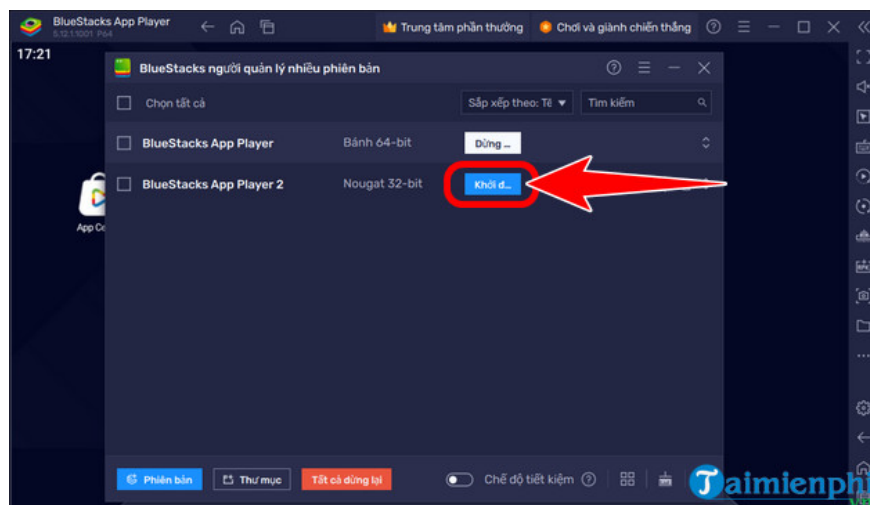 BlueStacks App Player
5.12.1.1001 P64
Trung tâm phần thưởng
Chơi và giành chiến thắng
17:21
BlueStacks người quản lý nhiều phiên bản
Chọn tất cả
Sắp xếp theo: Tê
Tìm kiếm
BlueStacks App Player
Bánh 64-bit
Dừng ...
BlueStacks App Player 2
Nougat 32-bit
Khởi đ...
App Ce
Phiên bản
Thư mục
Tất cả dừng lại
Chế độ tiết kiệm
Taimienphi